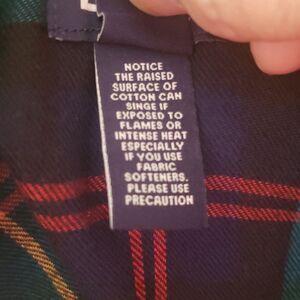 NOTICE
THE RAISED
SURFACE OF
COTTON CAN
SINGE IF
EXPOSED TO
FLAMES OR
INTENSE HEAT
ESPECIALLY
IF YOU USE
FABRIC
SOFTENERS.
PLEASE USE
PRECAUTION